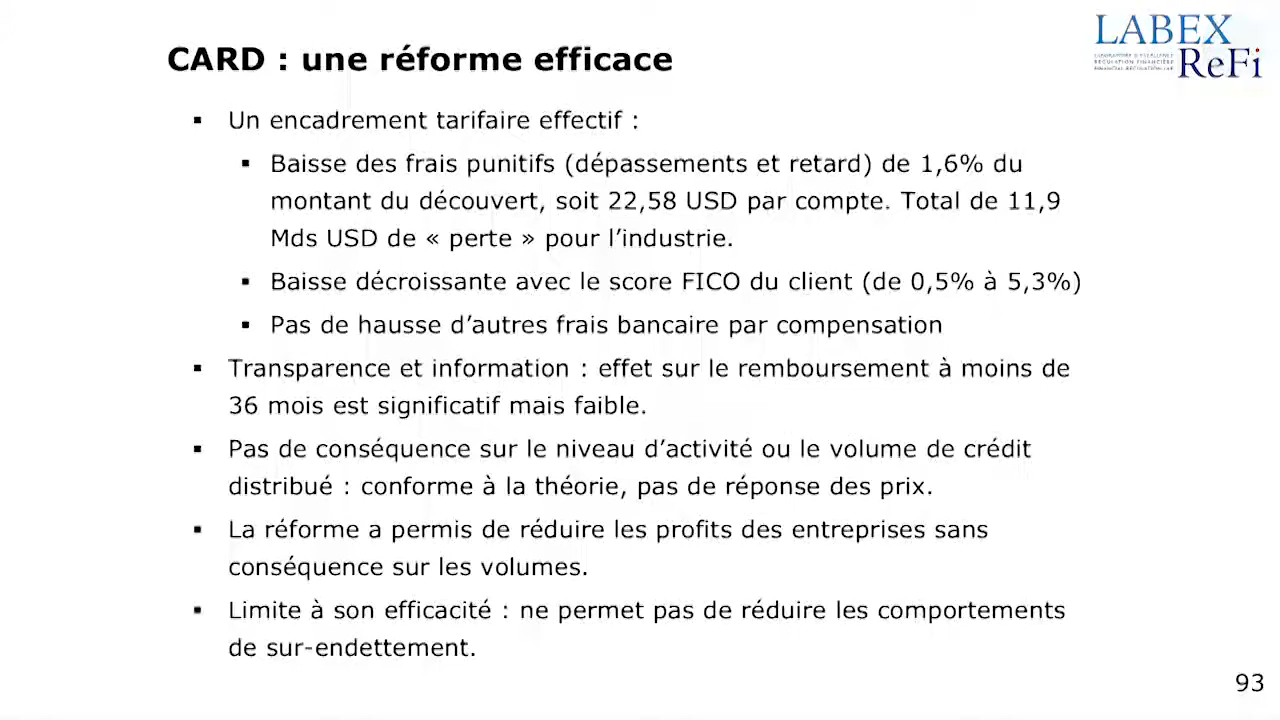 CARD : une réforme efficace
LABEX
ReFi
▪ Un encadrement tarifaire effectif :
▪ Baisse des frais punitifs (dépassements et retard) de 1,6% du
montant du découvert, soit 22,58 USD par compte. Total de 11,9
Mds USD de « perte » pour l’industrie.
▪ Baisse décroissante avec le score FICO du client (de 0,5% à 5,3%)
▪ Pas de hausse d’autres frais bancaire par compensation
▪ Transparence et information : effet sur le remboursement à moins de
36 mois est significatif mais faible.
▪ Pas de conséquence sur le niveau d’activité ou le volume de crédit
distribué : conforme à la théorie, pas de réponse des prix.
▪ La réforme a permis de réduire les profits des entreprises sans
conséquence sur les volumes.
▪ Limite à son efficacité : ne permet pas de réduire les comportements
de sur-endettement.
93